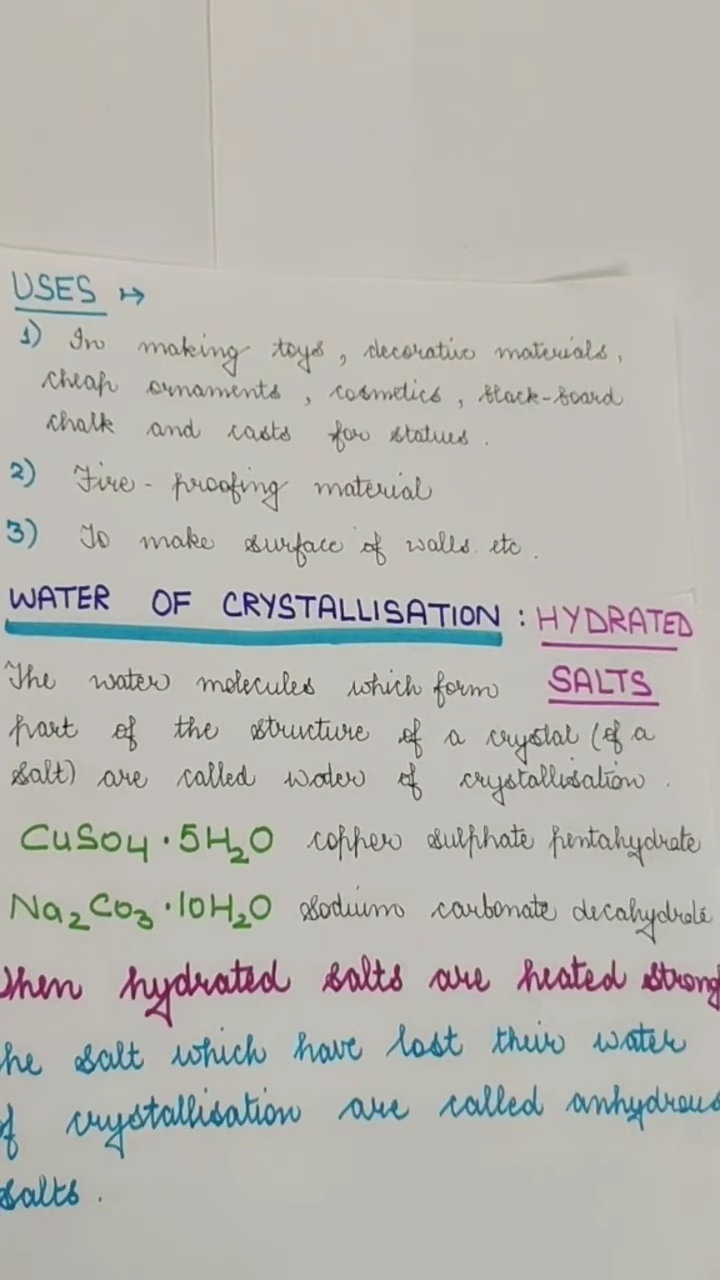 USES ↦
1) In making toys, decorative materials,
cheap ornaments, cosmetics, black-board
chalk and casts for statues.
2) Fire-proofing material
3) To make surface of walls. etc.
WATER OF CRYSTALLISATION : HYDRATED
SALTS
The water molecules which form
part of the structure of a crystal (of a
salt) are called water of crystallisation.
CuSO4·5H₂O copper sulphate pentahydrate
Na₂CO₃·10H₂O sodium carbonate decahydrate
When hydrated salts are heated strong
he salt which have lost their water
of crystallisation are called anhydrous
salts.